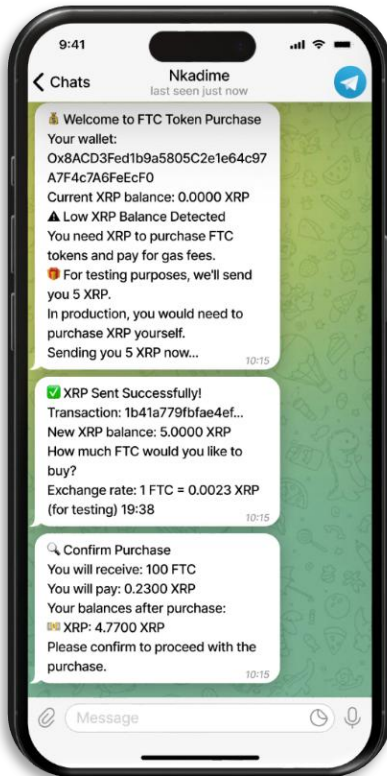 9:41
Chats
Nkadime
last seen just now
💰 Welcome to FTC Token Purchase
Your wallet:
Ox8ACD3Fed1b9a5805C2e1e64c97
A7F4c7A6FeEcF0
Current XRP balance: 0.0000 XRP
⚠ Low XRP Balance Detected
You need XRP to purchase FTC
tokens and pay for gas fees.
🎁 For testing purposes, we'll send
you 5 XRP.
In production, you would need to
purchase XRP yourself.
Sending you 5 XRP now...
10:15
✅ XRP Sent Successfully!
Transaction: 1b41a779fbfae4ef...
New XRP balance: 5.0000 XRP
How much FTC would you like to
buy?
Exchange rate: 1 FTC = 0.0023 XRP
(for testing) 19:38
10:15
🔍 Confirm Purchase
You will receive: 100 FTC
You will pay: 0.2300 XRP
Your balances after purchase:
💴 XRP: 4.7700 XRP
Please confirm to proceed with the
purchase.
10:15
Message